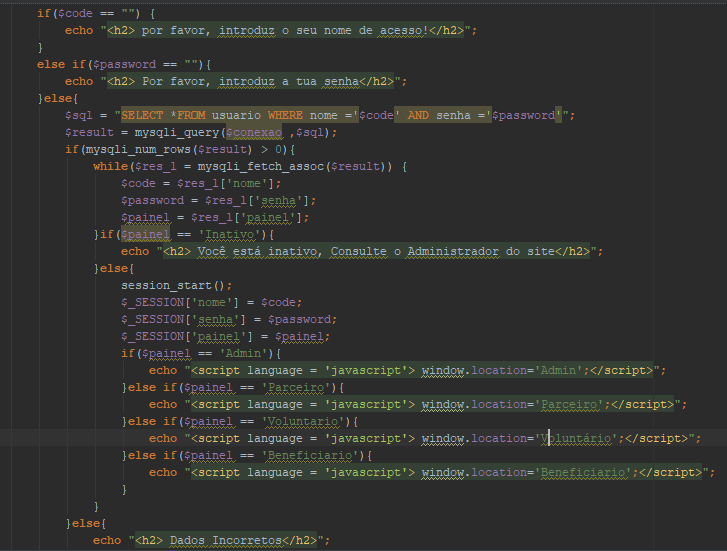 if($code == "") {
echo "<h2> por favor, introduz o seu nome de acesso!</h2>";
}
else if($password == ""){
echo "<h2> Por favor, introduz a tua senha</h2>";
}else{
$sql = "SELECT *FROM usuario WHERE nome ='$code' AND senha ='$password'";
$result = mysqli_query($conexao ,$sql);
if(mysqli_num_rows($result) > 0){
while($res_1 = mysqli_fetch_assoc($result)) {
$code = $res_1['nome'];
$password = $res_1['senha'];
$painel = $res_1['painel'];
}if($painel == 'Inativo'){
echo "<h2> Você está inativo, Consulte o Administrador do site</h2>";
}else{
session_start();
$_SESSION['nome'] = $code;
$_SESSION['senha'] = $password;
$_SESSION['painel'] = $painel;
if($painel == 'Admin'){
echo "<script language = 'javascript'> window.location='Admin';</script>";
}else if($painel == 'Parceiro'){
echo "<script language = 'javascript'> window.location='Parceiro';</script>";
}else if($painel == 'Voluntario'){
echo "<script language = 'javascript'> window.location='Voluntário';</script>";
}else if($painel == 'Beneficiario'){
echo "<script language = 'javascript'> window.location='Beneficiario';</script>";
}
}
}else{
echo "<h2> Dados Incorretos</h2>";